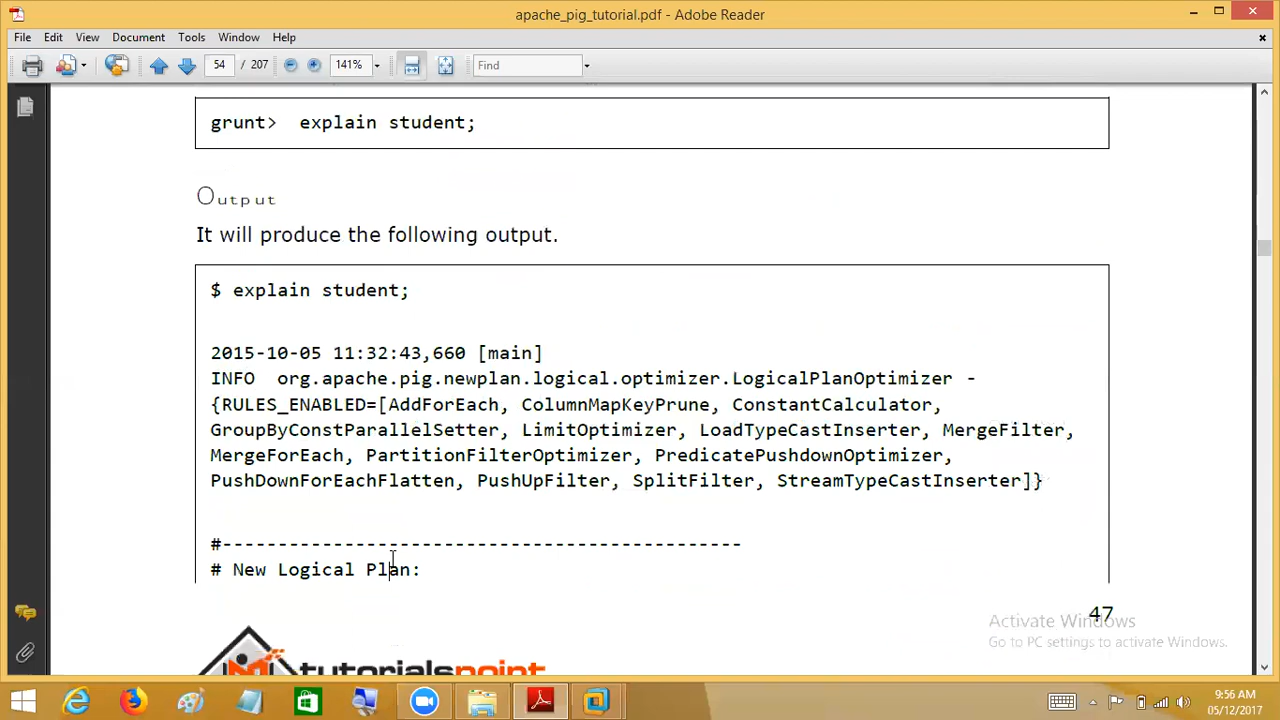 apache_pig_tutorial.pdf - Adobe Reader
File Edit View Document Tools Window Help
54 / 207 141% Find
grunt> explain student;
Output
It will produce the following output.
$ explain student;
2015-10-05 11:32:43,660 [main]
INFO org.apache.pig.newplan.logical.optimizer.LogicalPlanOptimizer -
{RULES_ENABLED=[AddForEach, ColumnMapKeyPrune, ConstantCalculator,
GroupByConstParallelSetter, LimitOptimizer, LoadTypeCastInserter, MergeFilter,
MergeForEach, PartitionFilterOptimizer, PredicatePushdownOptimizer,
PushDownForEachFlatten, PushUpFilter, SplitFilter, StreamTypeCastInserter]}
#-----------------------------------------------
# New Logical Plan:
47
Activate Windows
Go to PC settings to activate Windows.
tutorialspoint
9:56 AM
05/12/2017